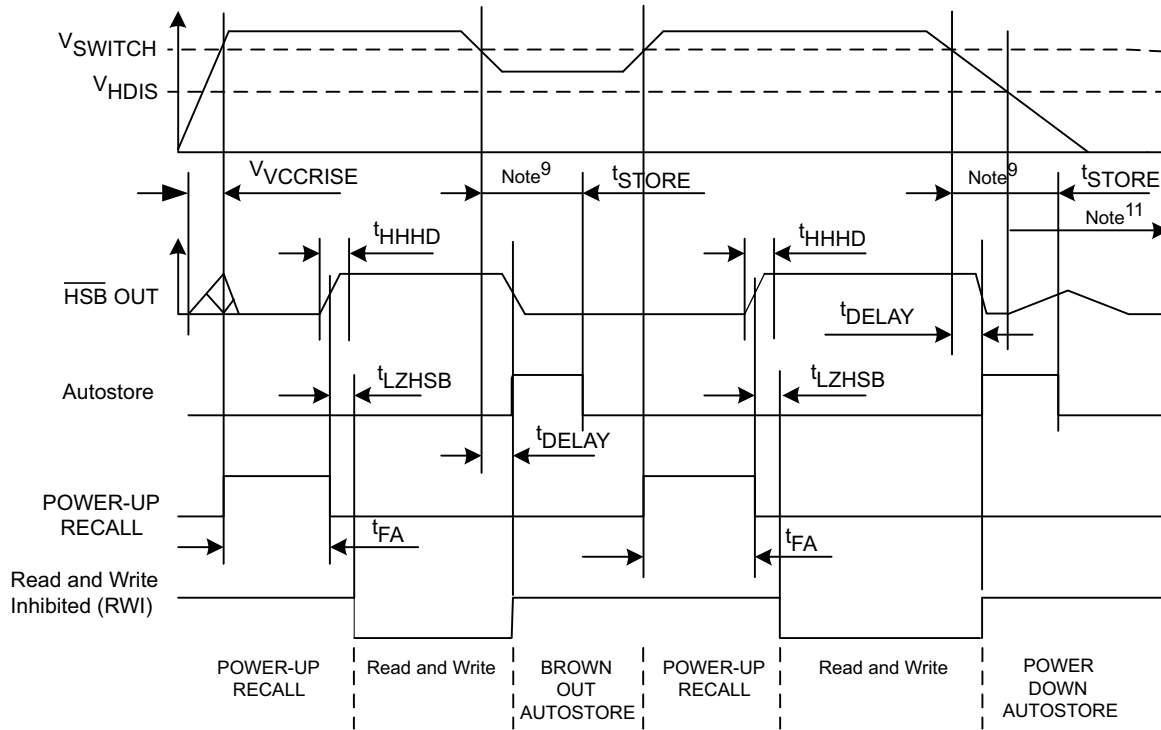 VSWITCH
VHDIS
VVCCRISE
Note9
tSTORE
Note9
tSTORE
Note11
tHHHD
tHHHD
HSB OUT
tDELAY
tLZHSB
tLZHSB
Autostore
tDELAY
POWER-UP
RECALL
tFA
tFA
Read and Write
Inhibited (RWI)
POWER-UP
RECALL
Read and Write
BROWN
OUT
AUTOSTORE
POWER-UP
RECALL
Read and Write
POWER
DOWN
AUTOSTORE